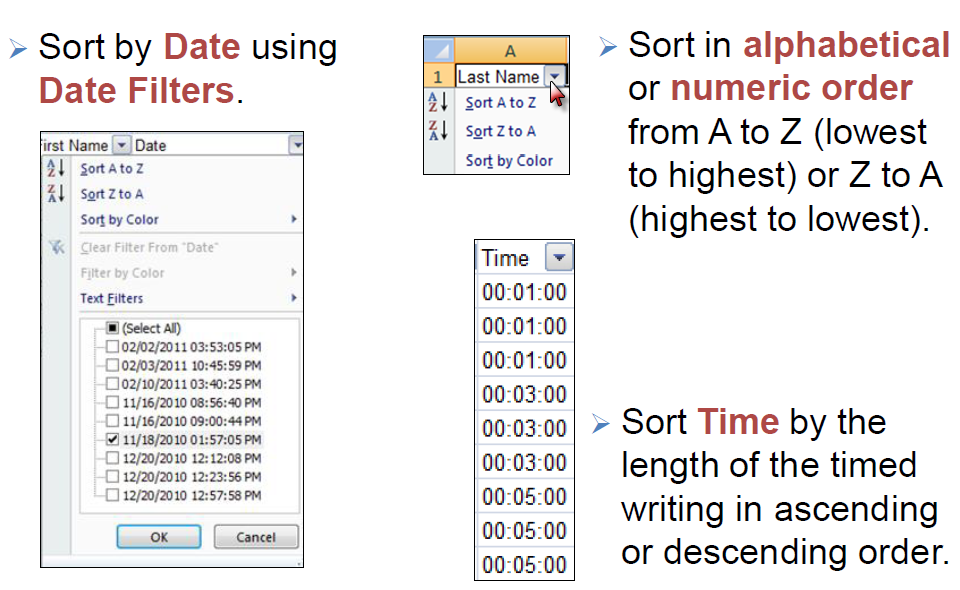 ➢ Sort by Date using
Date Filters.
irst Name Date
Sort A to Z
Sort Z to A
Sort by Color
Clear Filter From "Date"
Filter by Color
Text Filters
(Select All)
02/02/2011 03:53:05 PM
02/03/2011 10:45:59 PM
02/10/2011 03:40:25 PM
11/16/2010 08:56:40 PM
11/16/2010 09:00:44 PM
11/18/2010 01:57:05 PM
12/20/2010 12:12:08 PM
12/20/2010 12:23:56 PM
12/20/2010 12:57:58 PM
OK Cancel
A
1 Last Name
Sort A to Z
Sort Z to A
Sort by Color
➢ Sort in alphabetical
or numeric order
from A to Z (lowest
to highest) or Z to A
(highest to lowest).
Time
00:01:00
00:01:00
00:01:00
00:03:00
00:03:00
00:03:00
00:05:00
00:05:00
00:05:00
➢ Sort Time by the
length of the timed
writing in ascending
or descending order.